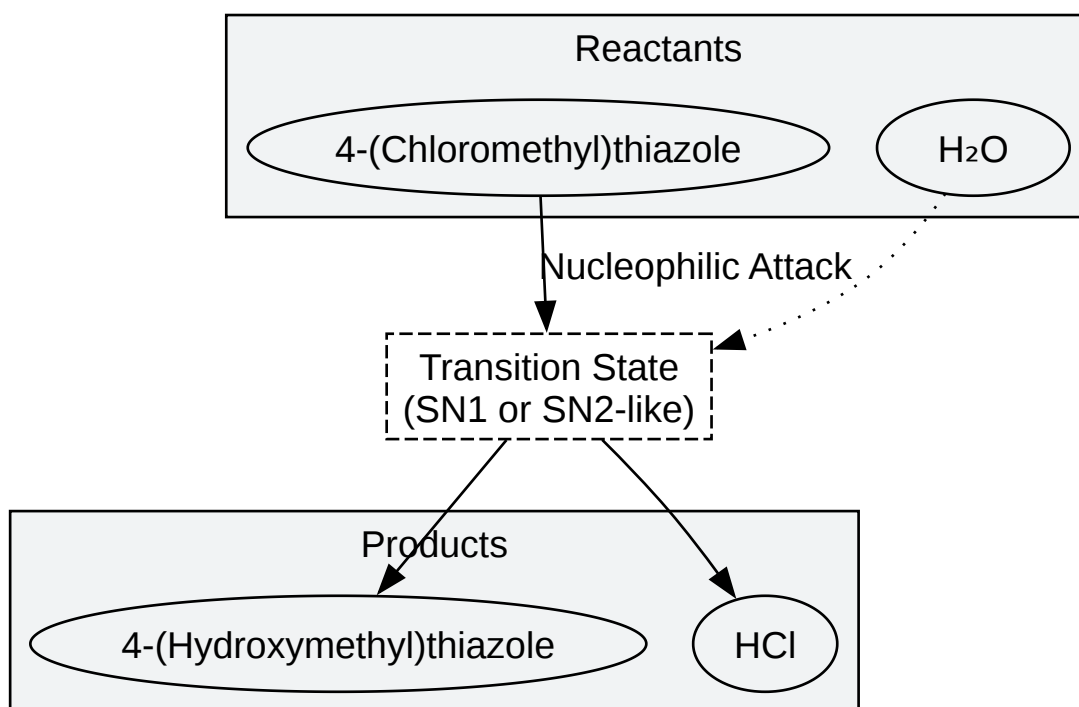 Reactants
4-(Chloromethyl)thiazole
H₂O
Nucleophilic Attack
Transition State
(SN1 or SN2-like)
Products
4-(Hydroxymethyl)thiazole
HCl